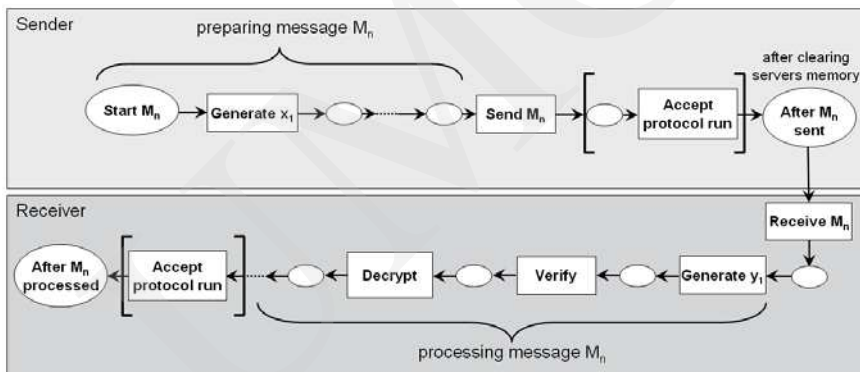 Sender
preparing message Mn
after clearing
servers memory
Start Mn
Generate x1
Send Mn
Accept
protocol run
After Mn
sent
Receiver
Receive Mn
After Mn
processed
Accept
protocol run
Decrypt
Verify
Generate y1
processing message Mn